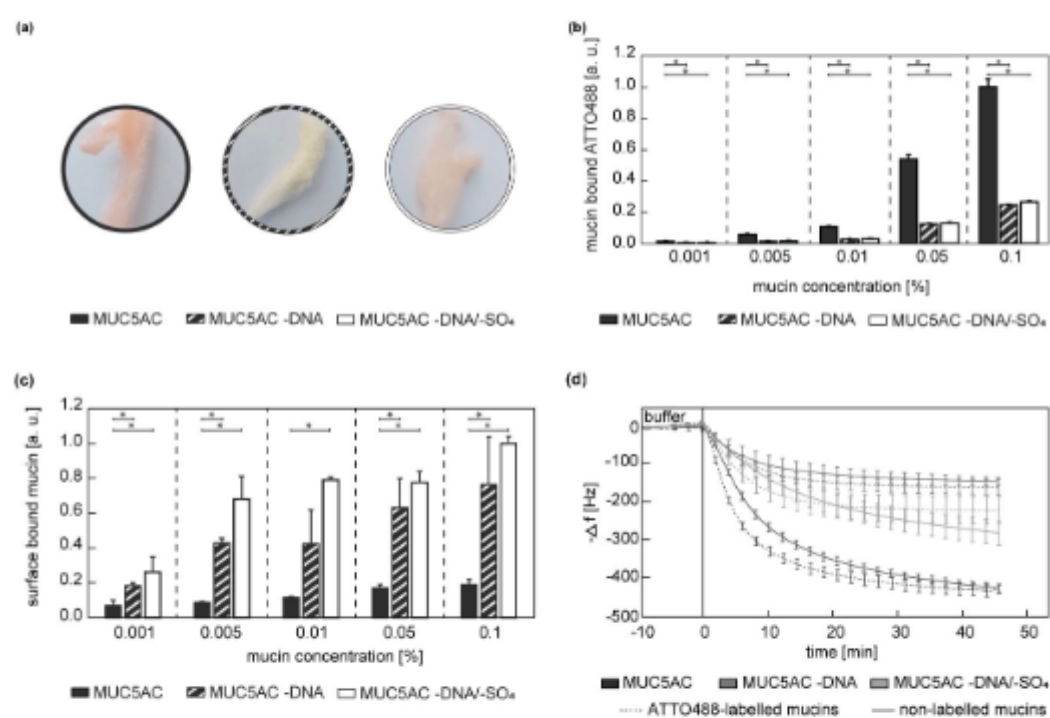 (a)
MUC5AC MUC5AC -DNA MUC5AC -DNA/-SO₄
(b)
mucin bound ATTO488 [a. u.]
1.2
1.0
0.8
0.6
0.4
0.2
0.0
* * * * *
* * * * *
0.001 0.005 0.01 0.05 0.1
mucin concentration [%]
MUC5AC MUC5AC -DNA MUC5AC -DNA/-SO₄
(c)
surface bound mucin [a. u.]
1.2
1.0
0.8
0.6
0.4
0.2
0.0
* * * *
* * * * *
0.001 0.005 0.01 0.05 0.1
mucin concentration [%]
MUC5AC MUC5AC -DNA MUC5AC -DNA/-SO₄
(d)
buffer
-Δf [Hz]
0
-100
-200
-300
-400
-500
-10 0 10 20 30 40 50
time [min]
MUC5AC MUC5AC -DNA MUC5AC -DNA/-SO₄
ATTO488-labelled mucins non-labelled mucins